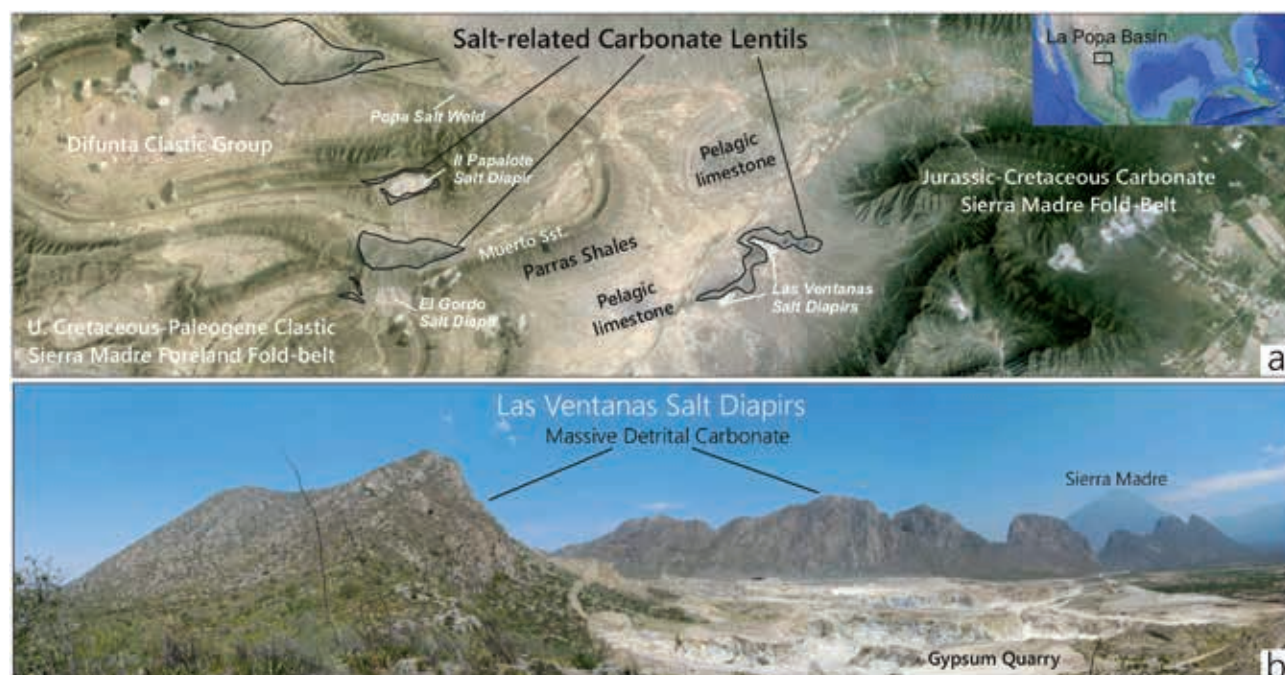 Salt-related Carbonate Lentils
La Popa Basin
Popa Salt Weld
Difunta Clastic Group
Il Papalote
Salt Diapir
Pelagic
limestone
Jurassic-Cretaceous Carbonate
Sierra Madre Fold-Belt
Muerto Sst.
Parras Shales
Pelagic
limestone
Las Ventanas
Salt Diapirs
El Gordo
Salt Diapir
U. Cretaceous-Paleogene Clastic
Sierra Madre Foreland Fold-belt
a
Las Ventanas Salt Diapirs
Massive Detrital Carbonate
Sierra Madre
Gypsum Quarry
b